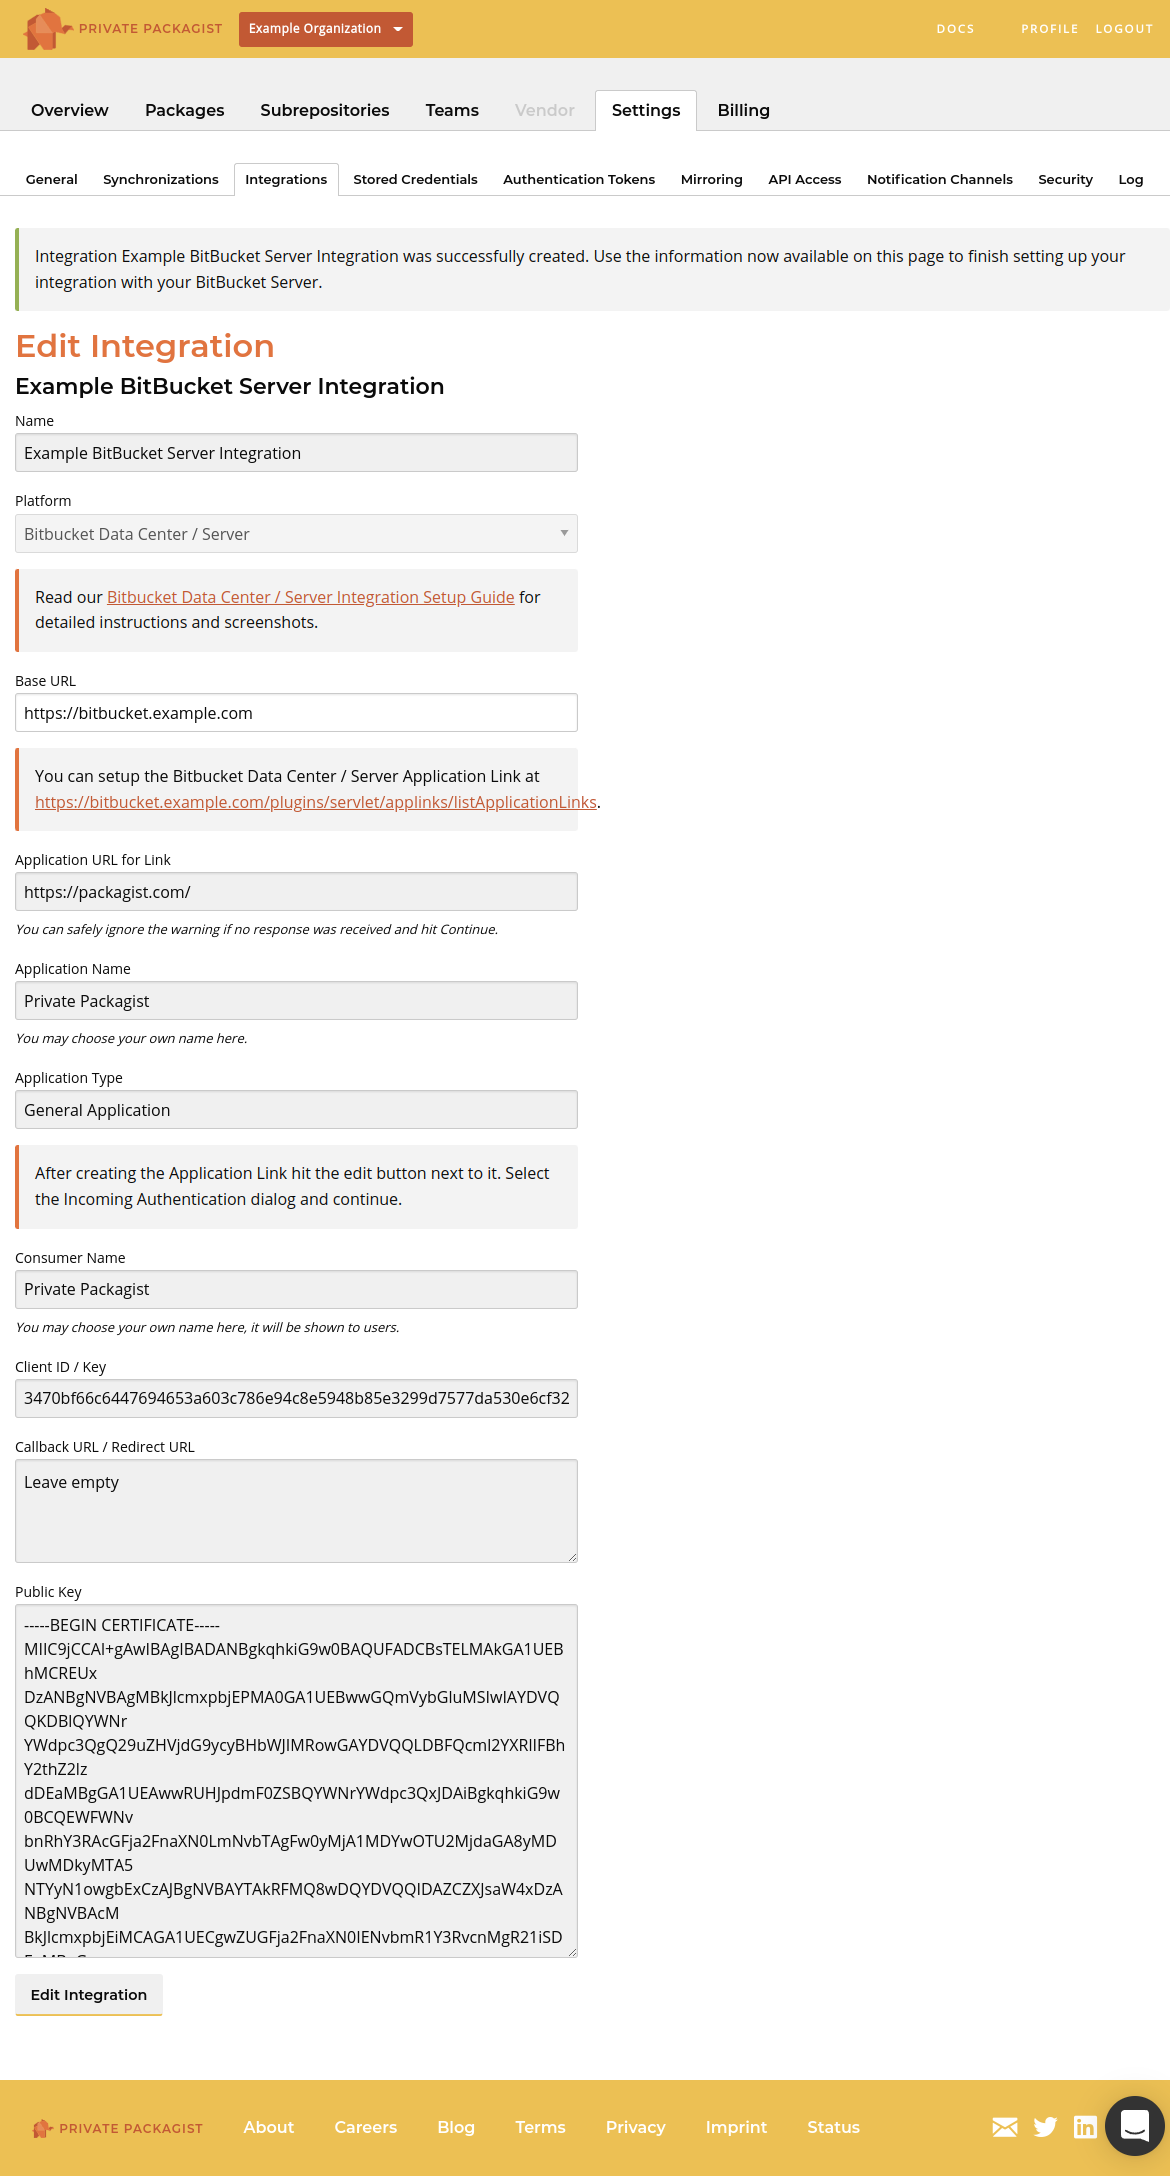 PRIVATE PACKAGIST
Example Organization
DOCS PROFILE LOGOUT
Overview Packages Subrepositories Teams Vendor Settings Billing
General Synchronizations Integrations Stored Credentials Authentication Tokens Mirroring API Access Notification Channels Security Log
Integration Example BitBucket Server Integration was successfully created. Use the information now available on this page to finish setting up your
integration with your BitBucket Server.
Edit Integration
Example BitBucket Server Integration
Name
Example BitBucket Server Integration
Platform
Bitbucket Data Center / Server
Read our Bitbucket Data Center / Server Integration Setup Guide for
detailed instructions and screenshots.
Base URL
https://bitbucket.example.com
You can setup the Bitbucket Data Center / Server Application Link at
https://bitbucket.example.com/plugins/servlet/applinks/listApplicationLinks.
Application URL for Link
https://packagist.com/
You can safely ignore the warning if no response was received and hit Continue.
Application Name
Private Packagist
You may choose your own name here.
Application Type
General Application
After creating the Application Link hit the edit button next to it. Select
the Incoming Authentication dialog and continue.
Consumer Name
Private Packagist
You may choose your own name here, it will be shown to users.
Client ID / Key
3470bf66c6447694653a603c786e94c8e5948b85e3299d7577da530e6cf32
Callback URL / Redirect URL
Leave empty
Public Key
-----BEGIN CERTIFICATE-----
MIIC9jCCAl+gAwIBAgIBADANBgkqhkiG9w0BAQUFADCBsTELMAkGA1UEB
hMCREUx
DzANBgNVBAgMBkJlcmxpbjEPMA0GA1UEBwwGQmVybGluMSIwIAYDVQ
QKDBlQYWNr
YWdpc3QgQ29uZHVjdG9ycyBHbWJIMRowGAYDVQQLDBFQcml2YXRlIFBh
Y2thZ2lz
dDEaMBgGA1UEAwwRUHJpdmF0ZSBQYWNrYWdpc3QxJDAiBgkqhkiG9w
0BCQEWFWNv
bnRhY3RAcGFja2FnaXN0LmNvbTAgFw0yMjA1MDYwOTU2MjdaGA8yMD
UwMDkyMTA5
NTYyN1owgbExCzAJBgNVBAYTAkRFMQ8wDQYDVQQIDAZCZXJsaW4xDzA
NBgNVBAcM
BkJlcmxpbjEiMCAGA1UECgwZUGFja2FnaXN0IENvbmR1Y3RvcnMgR21iSD
Edit Integration
PRIVATE PACKAGIST About Careers Blog Terms Privacy Imprint Status